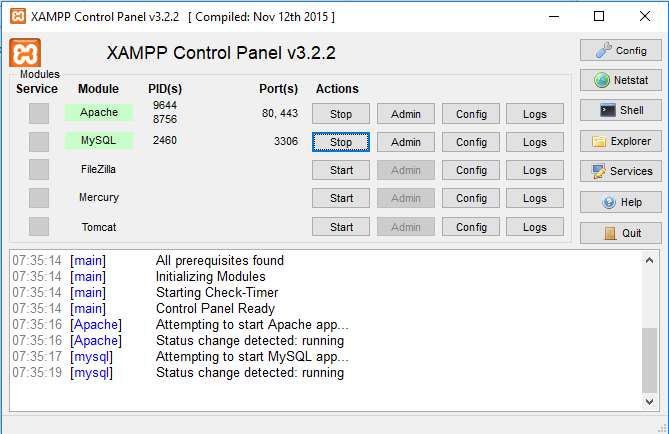 XAMPP Control Panel v3.2.2 [ Compiled: Nov 12th 2015 ]
XAMPP Control Panel v3.2.2
Config
Modules
Service Module PID(s) Port(s) Actions
Netstat
Apache 9644 8756 80, 443 Stop Admin Config Logs
Shell
MySQL 2460 3306 Stop Admin Config Logs
Explorer
FileZilla Start Admin Config Logs
Services
Mercury Start Admin Config Logs
Help
Tomcat Start Admin Config Logs
Quit
07:35:14 [main] All prerequisites found
07:35:14 [main] Initializing Modules
07:35:14 [main] Starting Check-Timer
07:35:14 [main] Control Panel Ready
07:35:16 [Apache] Attempting to start Apache app...
07:35:16 [Apache] Status change detected: running
07:35:17 [mysql] Attempting to start MySQL app...
07:35:19 [mysql] Status change detected: running